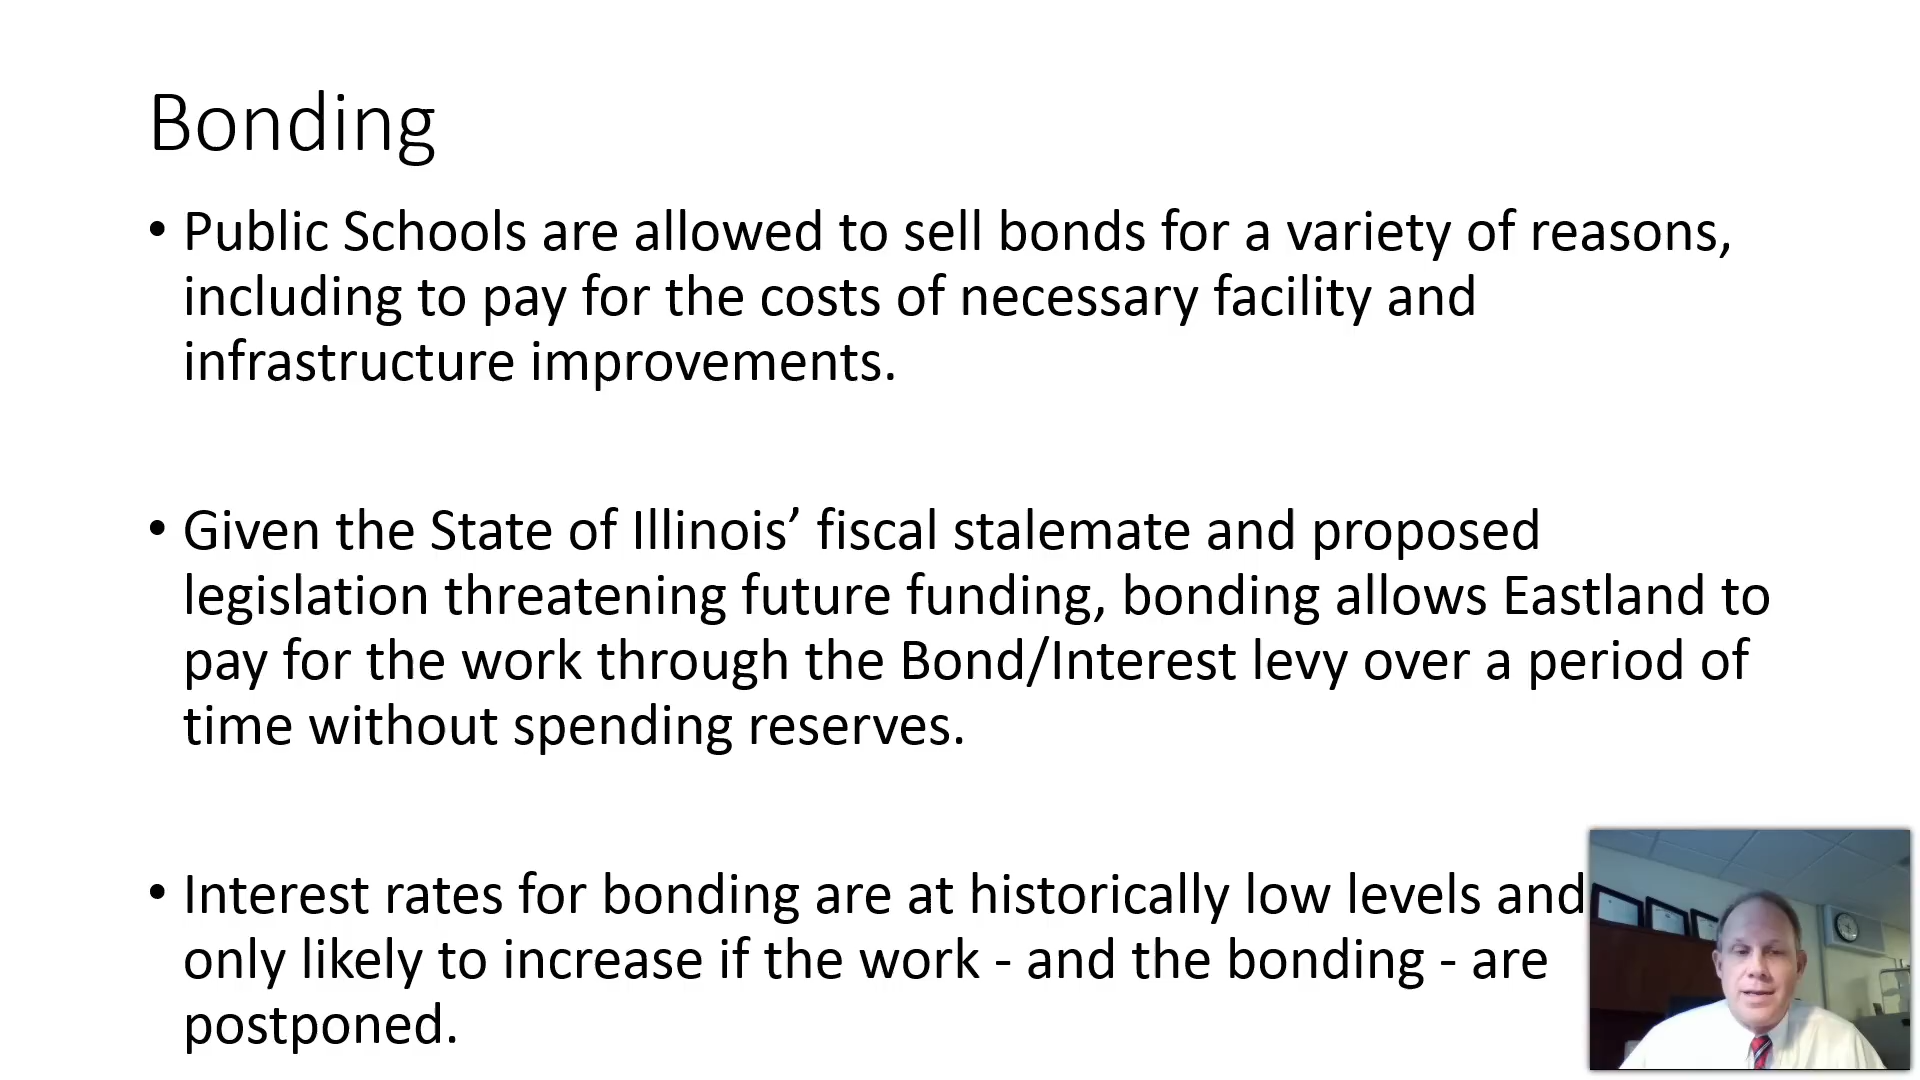 Bonding
• Public Schools are allowed to sell bonds for a variety of reasons,
including to pay for the costs of necessary facility and
infrastructure improvements.
• Given the State of Illinois’ fiscal stalemate and proposed
legislation threatening future funding, bonding allows Eastland to
pay for the work through the Bond/Interest levy over a period of
time without spending reserves.
• Interest rates for bonding are at historically low levels and
only likely to increase if the work - and the bonding - are
postponed.